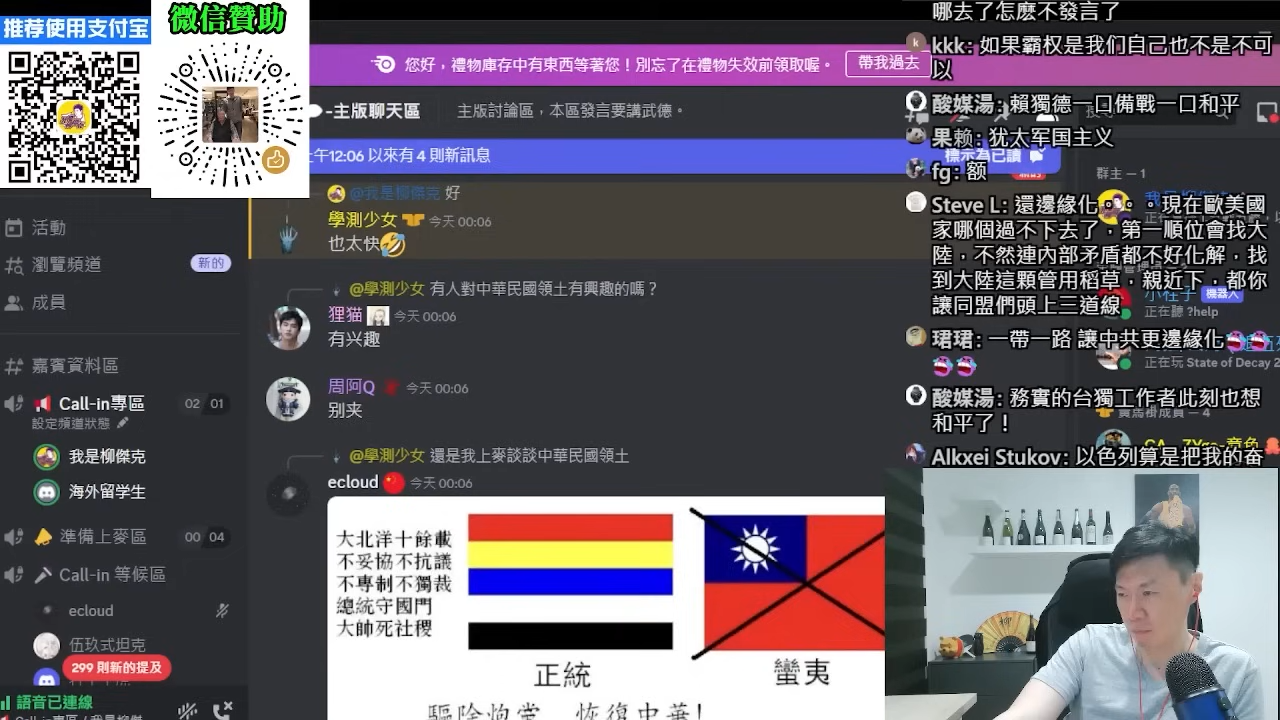 推荐使用支付宝
微信贊助
您好，禮物庫存中有東西等著您！別忘了在禮物失效前領取喔。
帶我過去
-主版聊天區
主版討論區，本區發言要講武德。
午12:06 以來有 4 則新訊息
標示為已讀
@我是柳傑克 好
學測少女 今天 00:06
也太快🤣
@學測少女 有人對中華民國領土有興趣的嗎？
狸猫 今天 00:06
有兴趣
周阿Q 今天 00:06
别夹
@學測少女 還是我上麥談談中華民國領土
ecloud 今天 00:06
大北洋十餘載
不妥協不抗議
不專制不獨裁
總統守國門
大帥死社稷
正統
蠻夷
活動
瀏覽頻道
新的
成員
嘉賓資料區
Call-in專區
02 01
設定頻道狀態
我是柳傑克
海外留学生
準備上麥區
00 04
Call-in 等候區
ecloud
伍玖式坦克
299 則新的提及
語音已連線
群主 — 1
小柱子
機器人
正在聽 ?help
正在玩 State of Decay 2
哪去了怎麽不發言了
kkk: 如果霸权是我们自己也不是不可
以
酸媒湯: 賴獨德一口備戰一口和平
果赖: 犹太军国主义
fg: 额
Steve L: 還邊緣化。。。現在歐美國
家哪個過不下去了，第一順位會找大
陸，不然連內部矛盾都不好化解，找
到大陸這顆管用稻草，親近下，都你
讓同盟們頭上三道線
珺珺: 一帶一路 讓中共更邊緣化
酸媒湯: 務實的台獨工作者此刻也想
和平了！
Alkxei Stukov: 以色列算是把我的奋